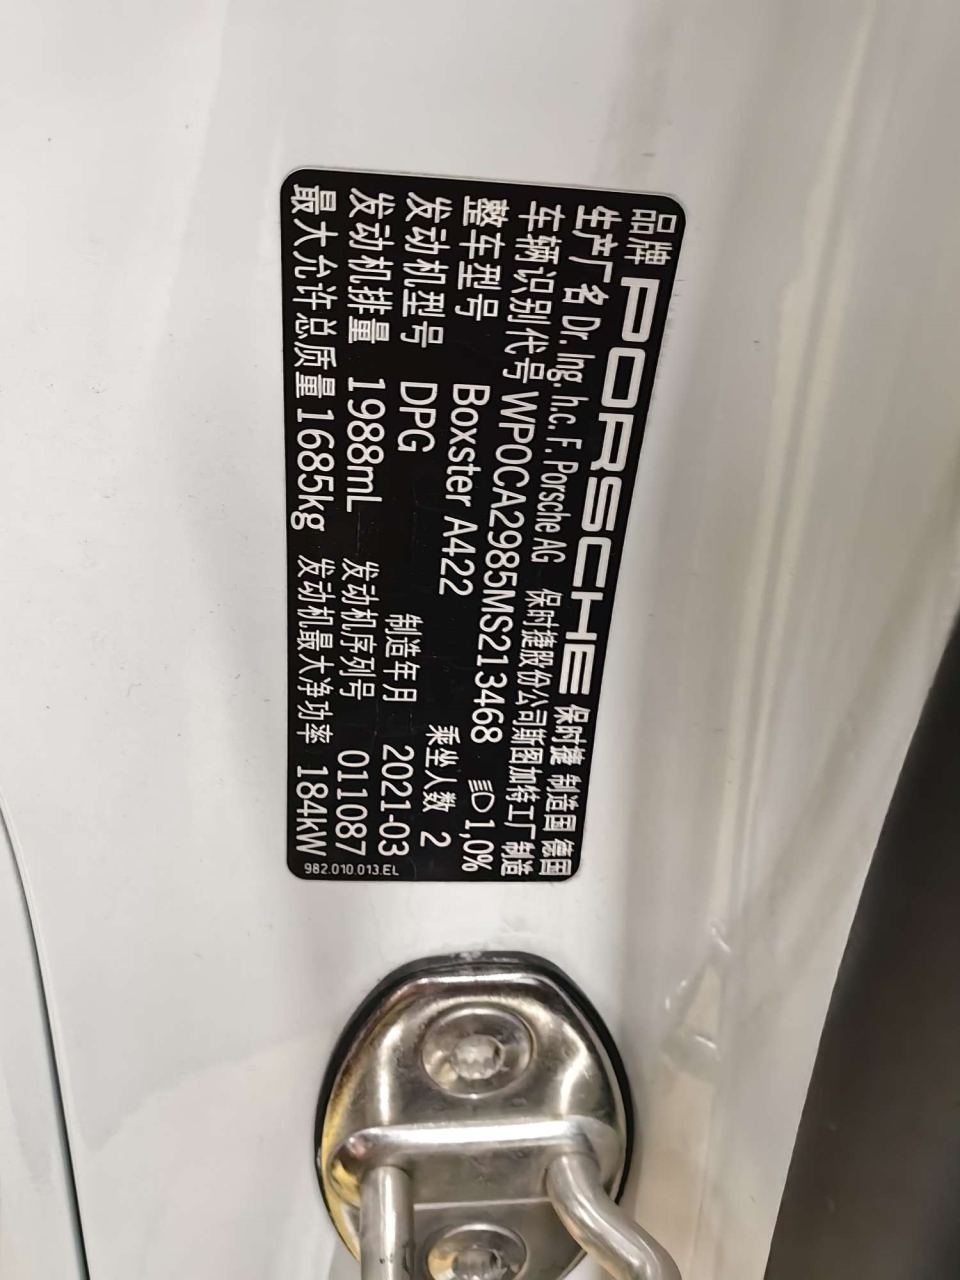 品牌 PORSCHE 保时捷 制造国 德国
生产厂名 Dr. Ing. h.c. F. Porsche AG 保时捷股份公司斯图加特工厂制造
车辆识别代号 WP0CA2985MS213468 1,0%
整车型号 Boxster A422 乘坐人数 2
发动机型号 DPG 制造年月 2021-03
发动机排量 1988mL 发动机序列号 011087
最大允许总质量 1685kg 发动机最大净功率 184kW
982.010.013.EL